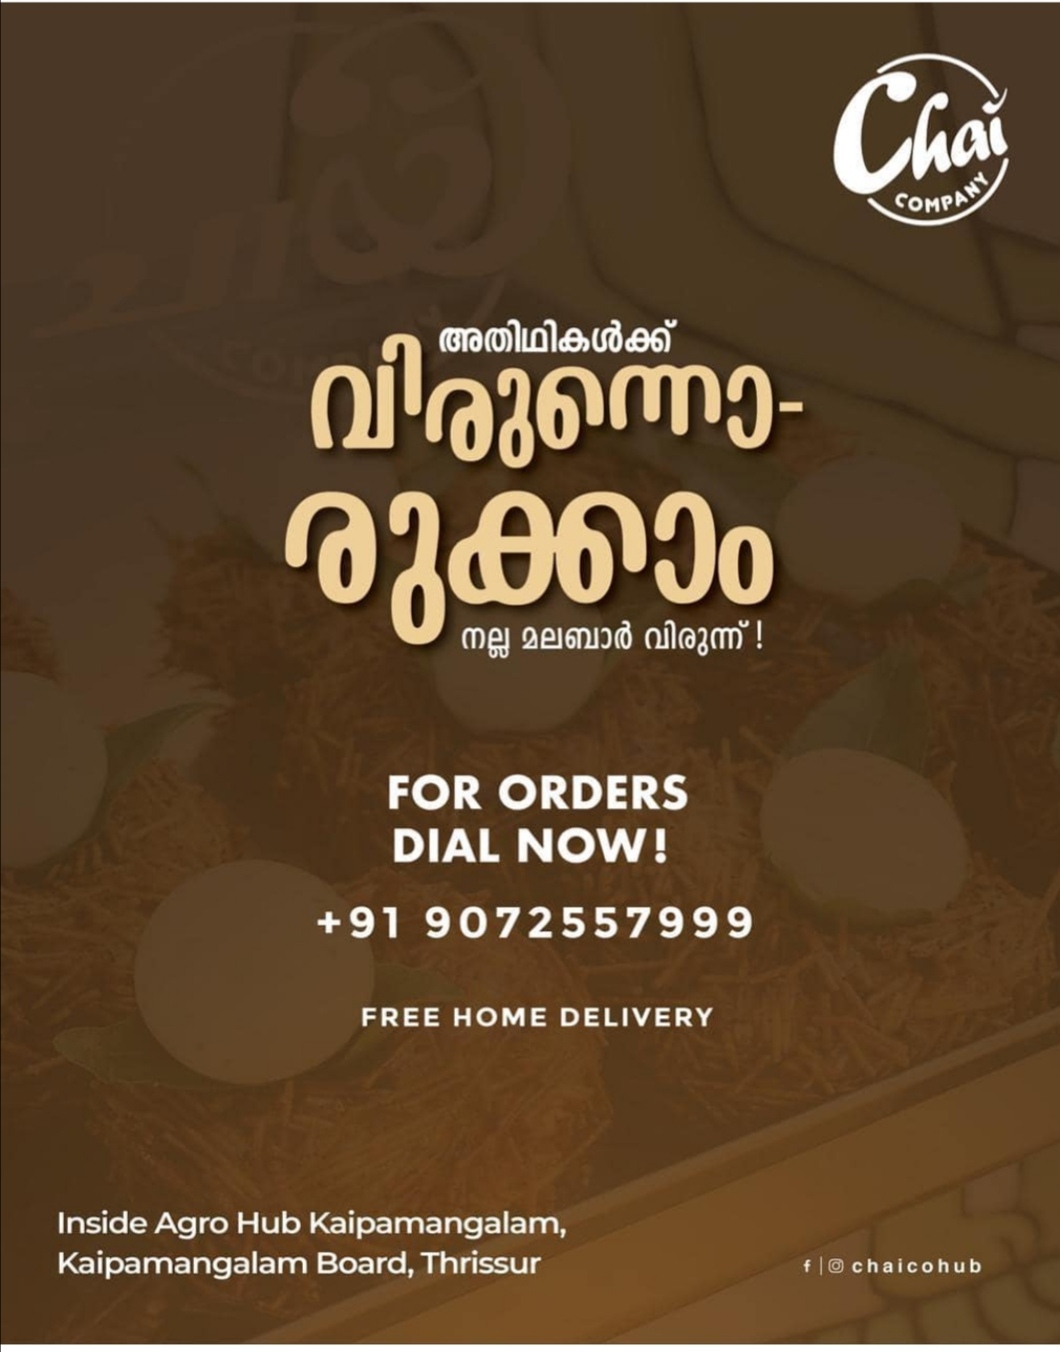 Chai
COMPANY
അതിഥികൾക്ക്
വിരുന്നൊ-
രുക്കാം
നല്ല മലബാർ വിരുന്ന് !
FOR ORDERS
DIAL NOW!
+91 9072557999
FREE HOME DELIVERY
Inside Agro Hub Kaipamangalam,
Kaipamangalam Board, Thrissur
f | chaicohub